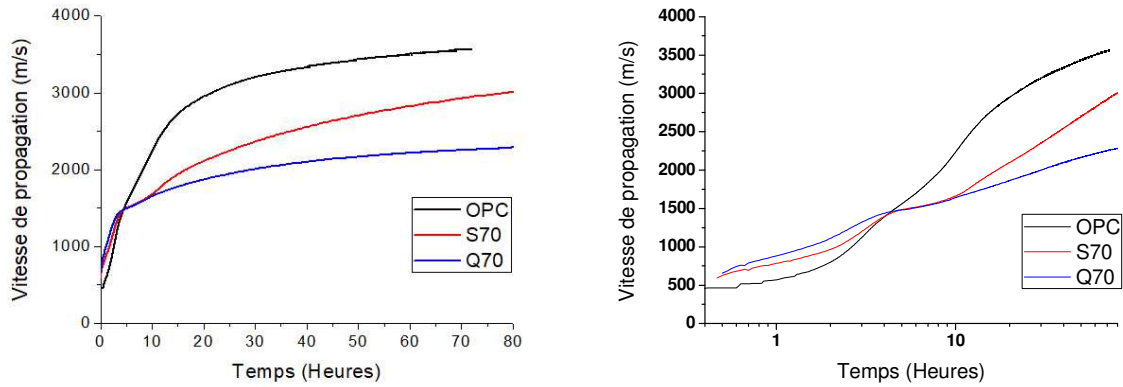 Vitesse de propagation (m/s)
4000
3000
2000
1000
0
0 10 20 30 40 50 60 70 80
Temps (Heures)
OPC
S70
Q70
Vitesse de propagation (m/s)
4000
3500
3000
2500
2000
1500
1000
500
0
1 10
Temps (Heures)
OPC
S70
Q70